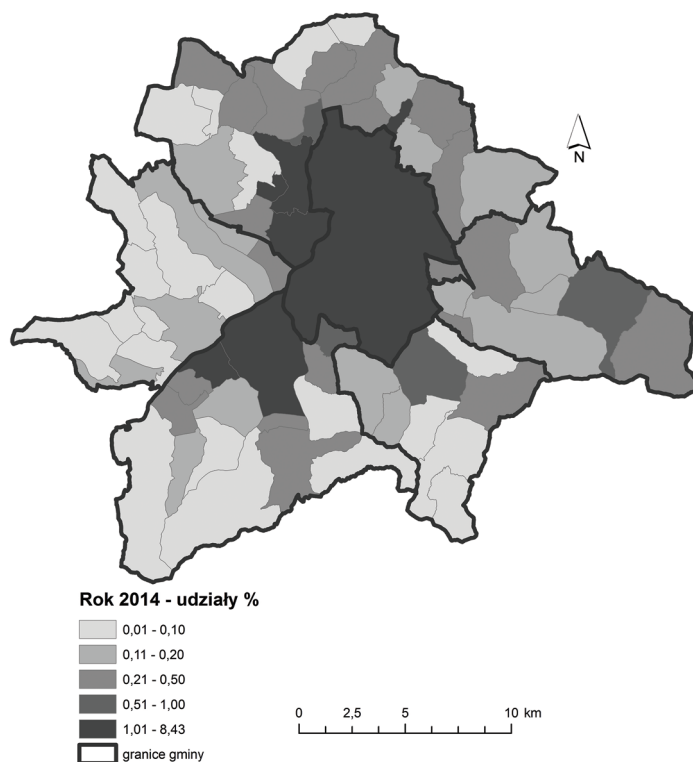 N
Rok 2014 - udziały %
0,01 - 0,10
0,11 - 0,20
0,21 - 0,50
0,51 - 1,00
1,01 - 8,43
granice gminy
0 2,5 5 10 km